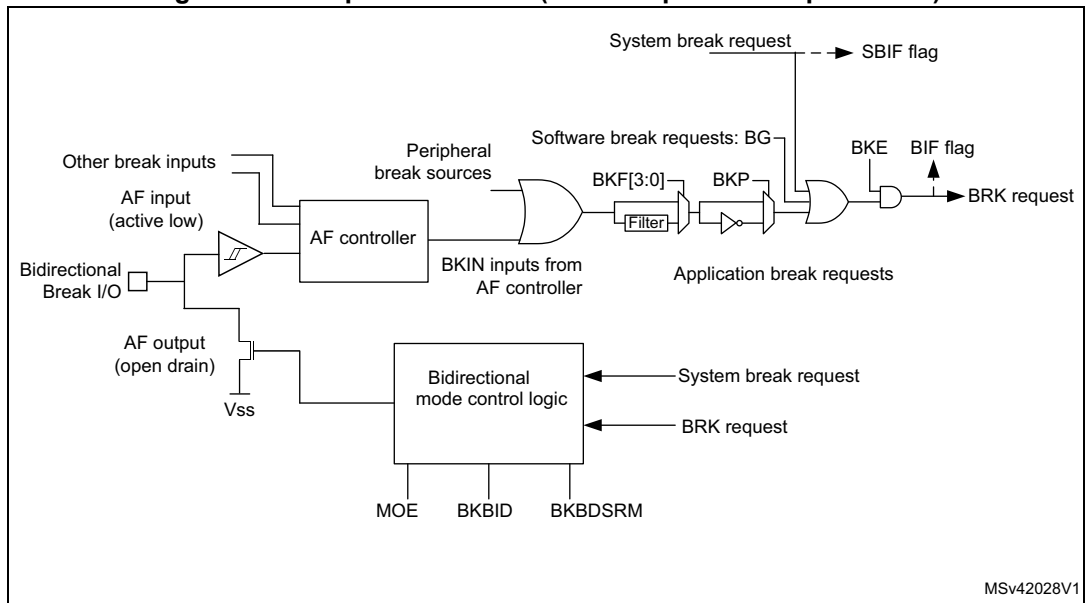 System break request
SBIF flag
Software break requests: BG
BKE
BIF flag
Peripheral
break sources
Other break inputs
BKF[3:0]
BKP
BRK request
AF input
(active low)
Filter
AF controller
Bidirectional
Break I/O
BKIN inputs from
AF controller
Application break requests
AF output
(open drain)
Bidirectional
mode control logic
System break request
Vss
BRK request
MOE
BKBID
BKBDSRM
MSv42028V1